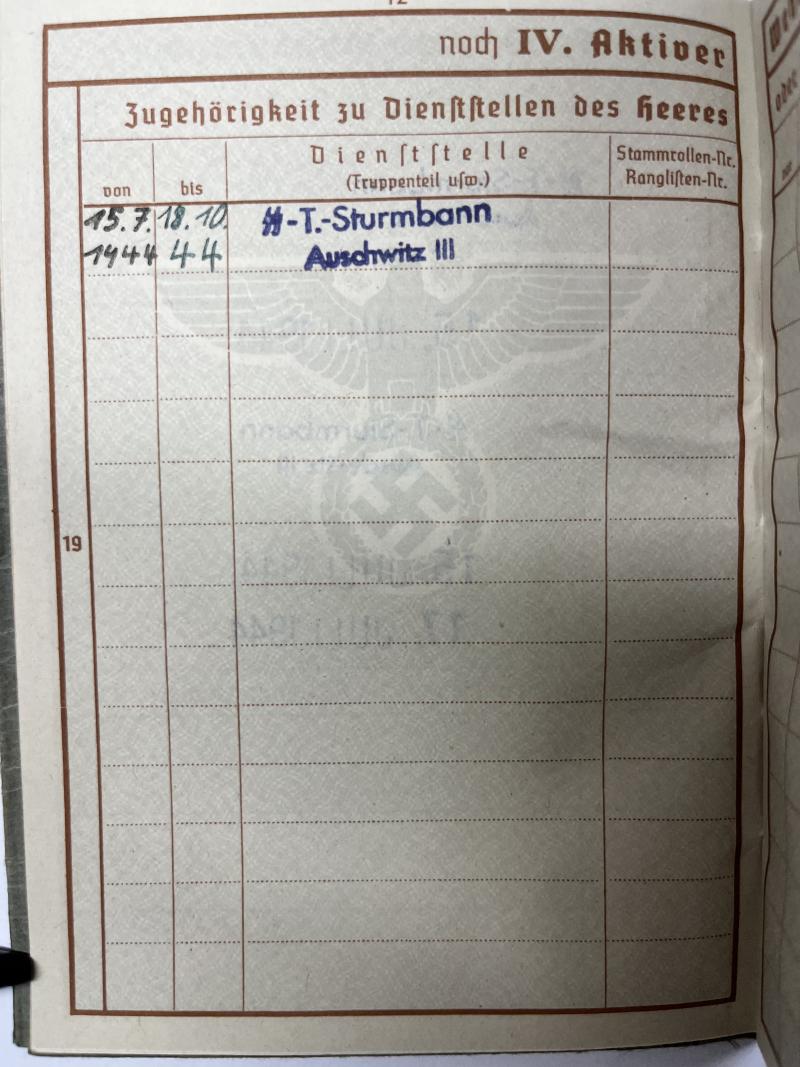 12
noch IV. Aktiver
Zugehörigkeit zu Dienſtſtellen des Heeres
von
bis
Dienſtſtelle
(Truppenteil uſw.)
Stammrollen-Nr.
Rangliſten-Nr.
15.7. 18.10. SS-T.-Sturmbann
1944 44 Auschwitz III
19